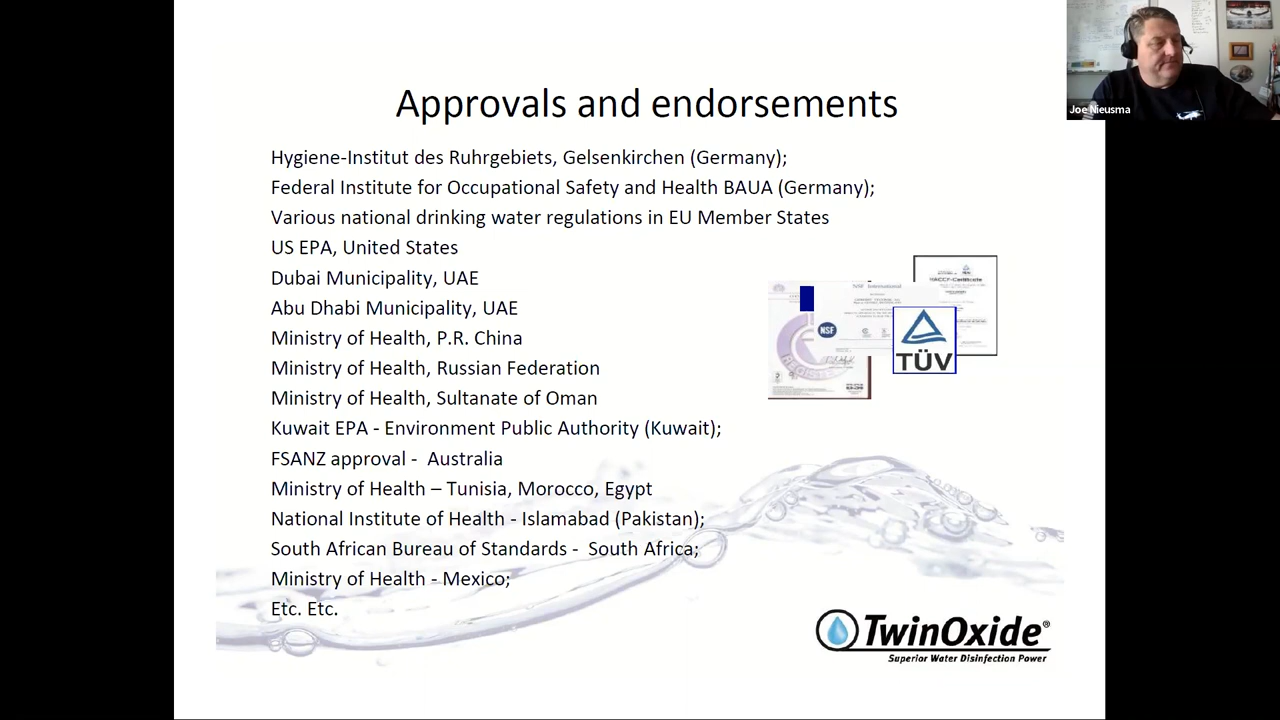 Approvals and endorsements
Hygiene-Institut des Ruhrgebiets, Gelsenkirchen (Germany);
Federal Institute for Occupational Safety and Health BAUA (Germany);
Various national drinking water regulations in EU Member States
US EPA, United States
Dubai Municipality, UAE
Abu Dhabi Municipality, UAE
Ministry of Health, P.R. China
Ministry of Health, Russian Federation
Ministry of Health, Sultanate of Oman
Kuwait EPA - Environment Public Authority (Kuwait);
FSANZ approval - Australia
Ministry of Health – Tunisia, Morocco, Egypt
National Institute of Health - Islamabad (Pakistan);
South African Bureau of Standards - South Africa;
Ministry of Health - Mexico;
Etc. Etc.
HACCP-Certificate
NSF International
NSF
TÜV
TwinOxide®
Superior Water Disinfection Power
Joe Nieusma